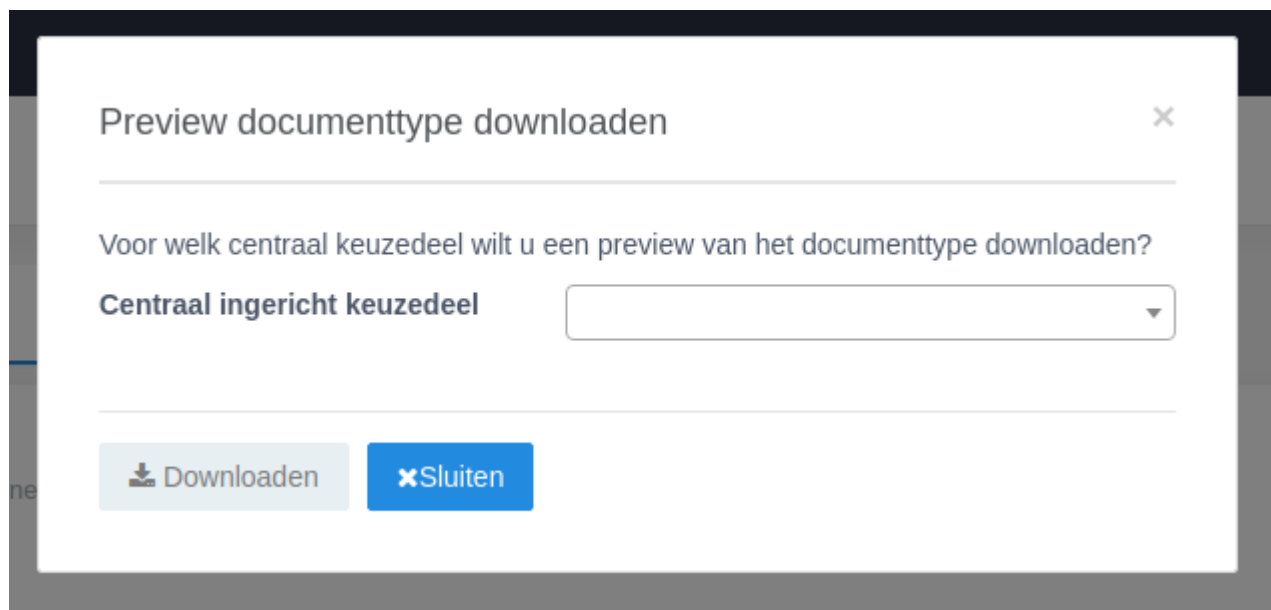 Preview documenttype downloaden
Voor welk centraal keuzedeel wilt u een preview van het documenttype downloaden?
Centraal ingericht keuzedeel
Downloaden
Sluiten
ne